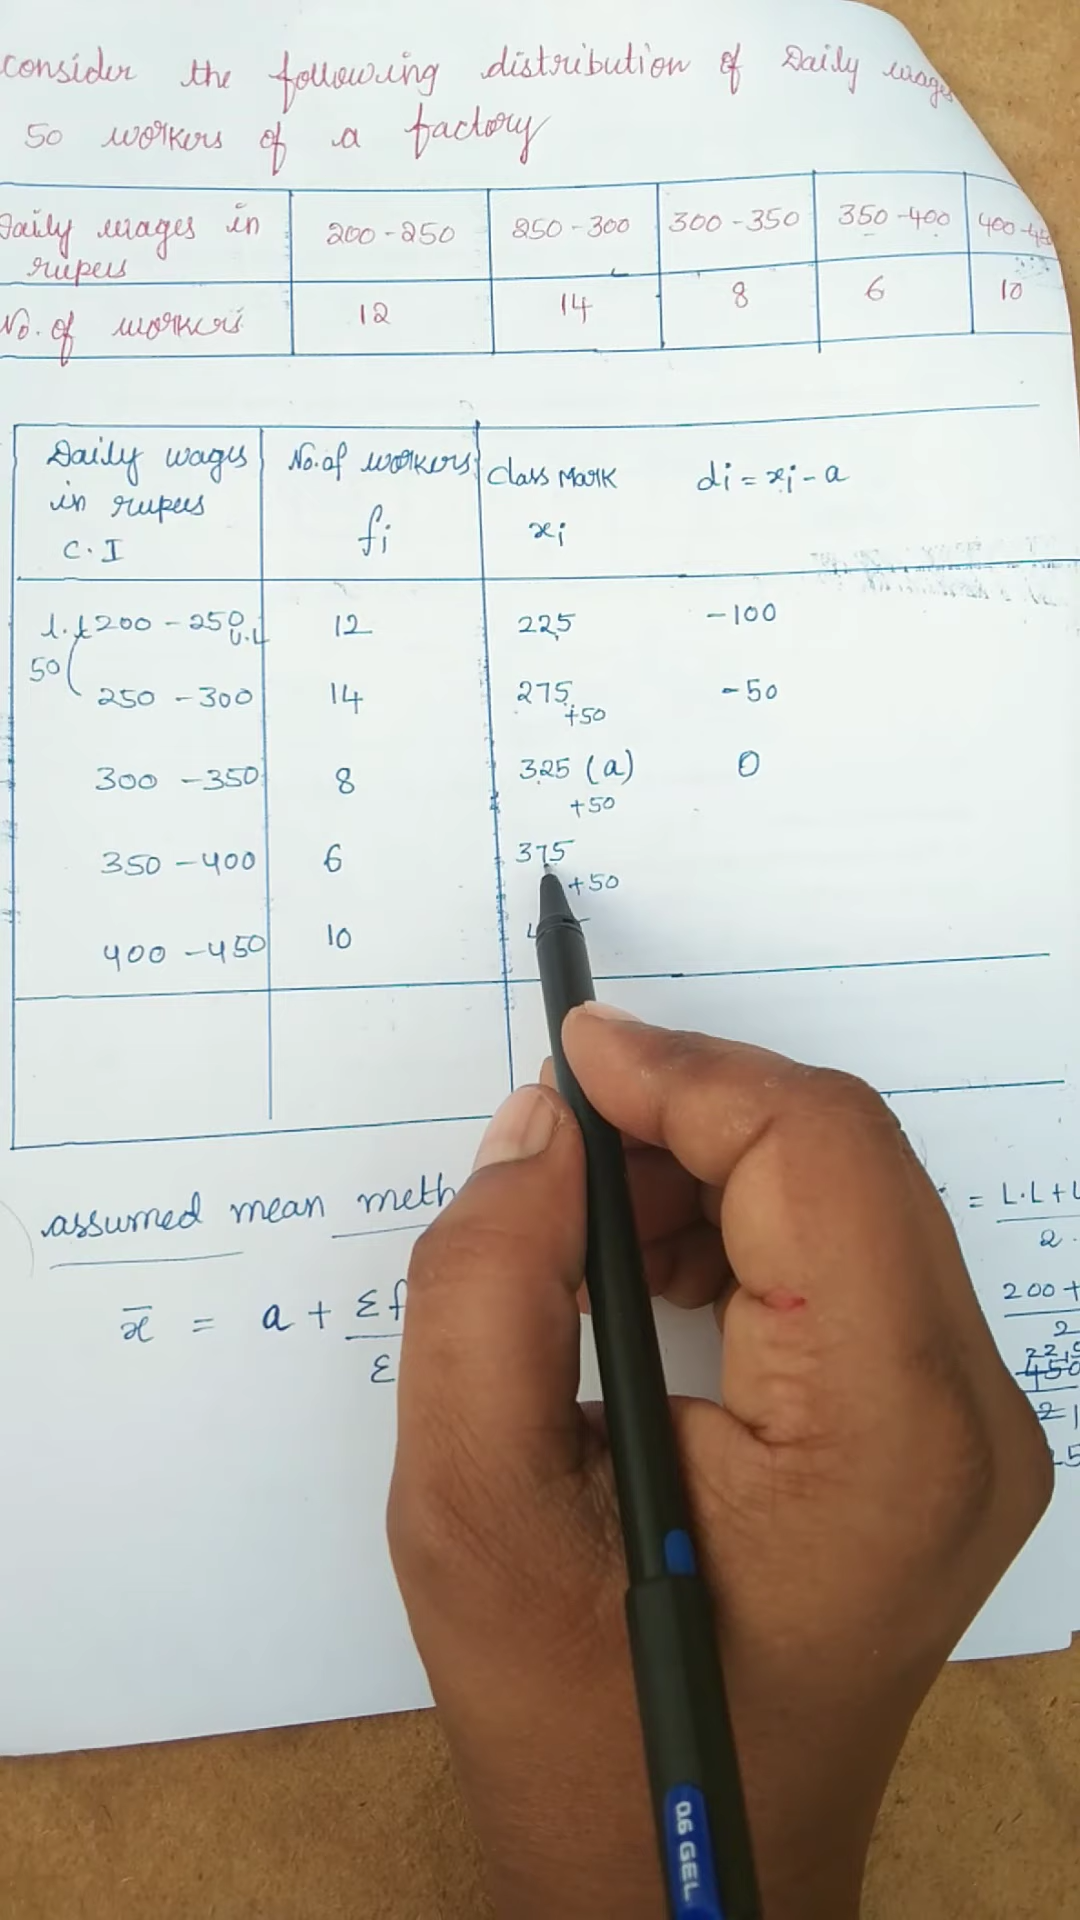 consider the following distribution of Daily wages
50 workers of a factory
Daily wages in rupees 200-250 250-300 300-350 350-400
No. of workers 12 14 8 6 10
Daily wages in rupees C.I
No. of workers fi
Class Mark xi
di = xi - a
l.l 200 - 250 u.l 12 225 -100
50
250 - 300 14 275 -50
+50
300 - 350 8 325 (a) 0
+50
350 - 400 6 375
+50
400 - 450 10
assumed mean
x̄ = a + Σf
Σ
= L.L +
2
200 +
2
225
450
2
0.6 GEL